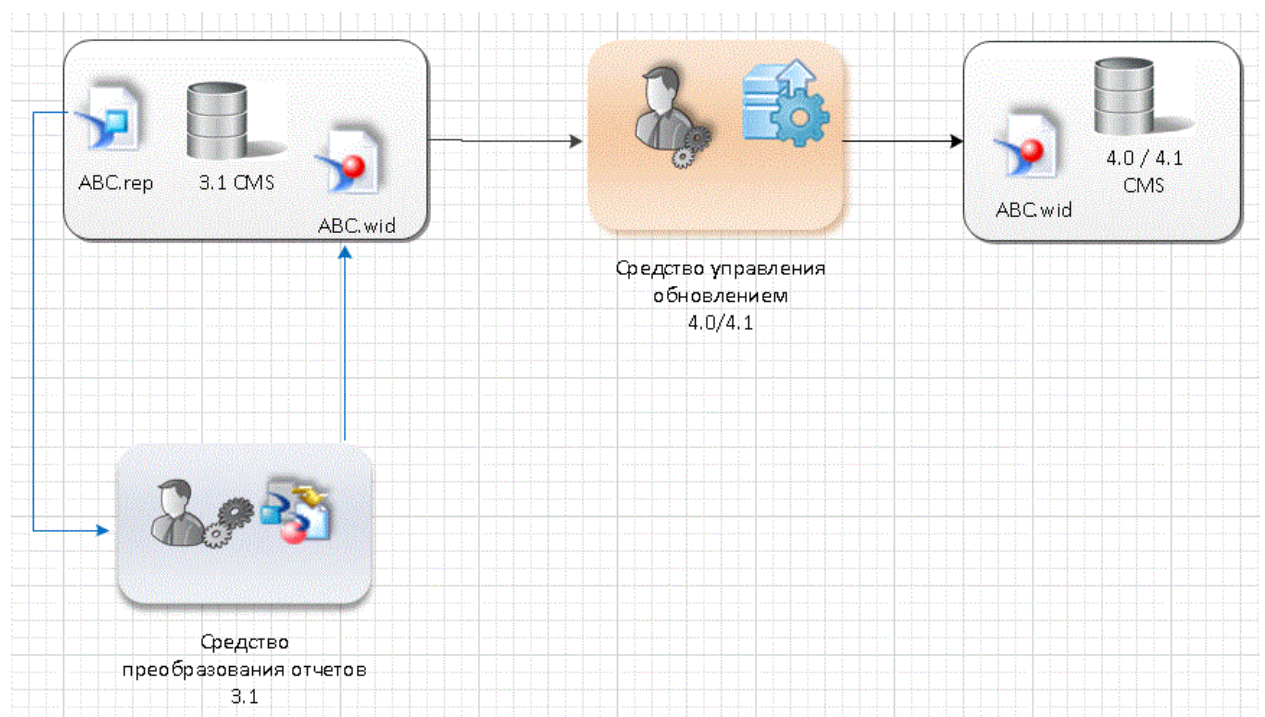 ABC.rep
3.1 CMS
ABC.wid
4.0 / 4.1
CMS
ABC.wid
Средство управления
обновлением
4.0/4.1
Средство
преобразования отчетов
3.1